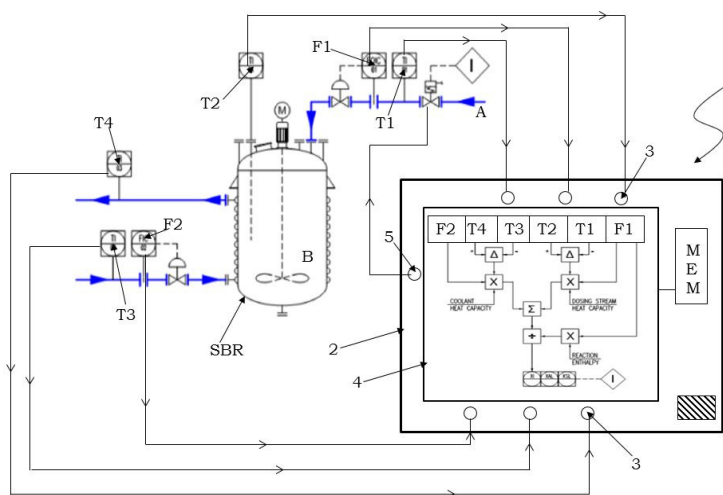 F1
T2
T1
A
M
I
T4
F2
T3
B
SBR
3
5
2
4
3
F2 T4 T3 T2 T1 F1
Δ Δ
X X
COOLANT
HEAT CAPACITY
DOSING STREAM
HEAT CAPACITY
Σ
÷ X
REACTION
ENTHALPY
I
M
E
M